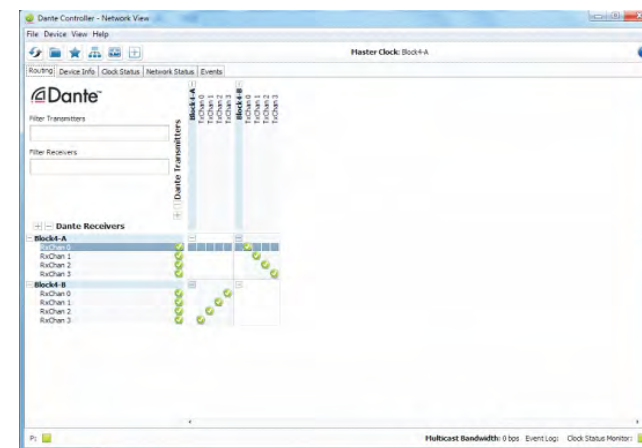 Dante Controller - Network View
File Device View Help
Master Clock: Block4-A
Routing Device Info Clock Status Network Status Events
Dante™
Filter Transmitters
Filter Receivers
Dante Transmitters
Block4-A
TxChan 0
TxChan 1
TxChan 2
TxChan 3
Block4-B
TxChan 0
TxChan 1
TxChan 2
TxChan 3
Dante Receivers
Block4-A
RxChan 0
RxChan 1
RxChan 2
RxChan 3
Block4-B
RxChan 0
RxChan 1
RxChan 2
RxChan 3
P: Multicast Bandwidth: 0 bps Event Log: Clock Status Monitor: